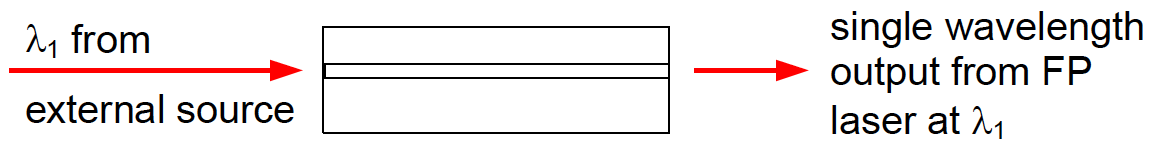 λ₁ from
external source
single wavelength
output from FP
laser at λ₁